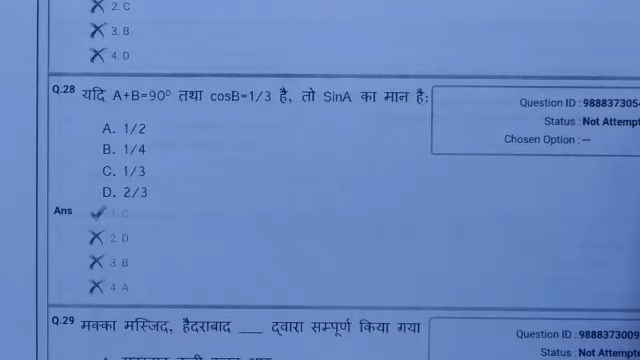 2. C
3. B
4. D
Q.28 यदि A+B=90° तथा cosB=1/3 है, तो SinA का मान है:
Question ID : 988837305
Status : Not Attempt
Chosen Option : --
A. 1/2
B. 1/4
C. 1/3
D. 2/3
Ans 1. C
2 D
3 B
4 A
Q.29 मक्का मस्जिद, हैदराबाद ___ द्वारा सम्पूर्ण किया गया
Question ID : 9888373009
Status : Not Attempt